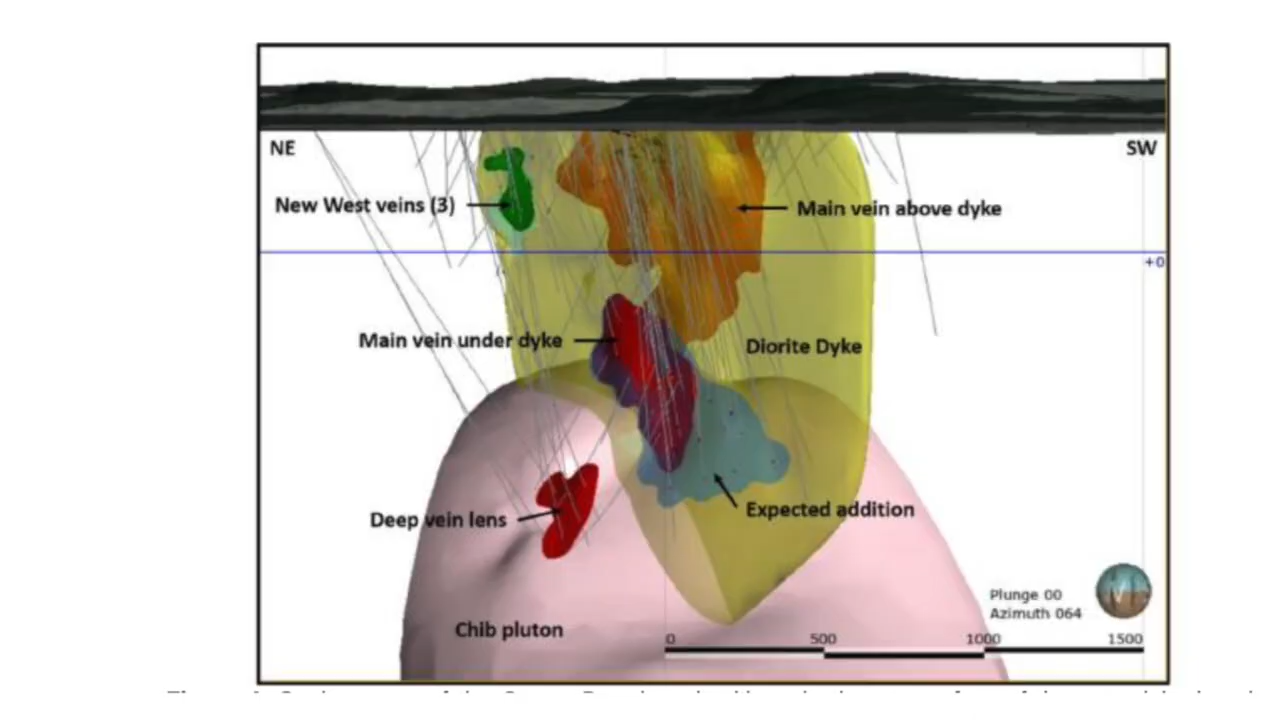 NE
SW
New West veins (3)
Main vein above dyke
+0
Main vein under dyke
Diorite Dyke
Deep vein lens
Expected addition
Plunge 00
Azimuth 064
Chib pluton
0 500 1000 1500